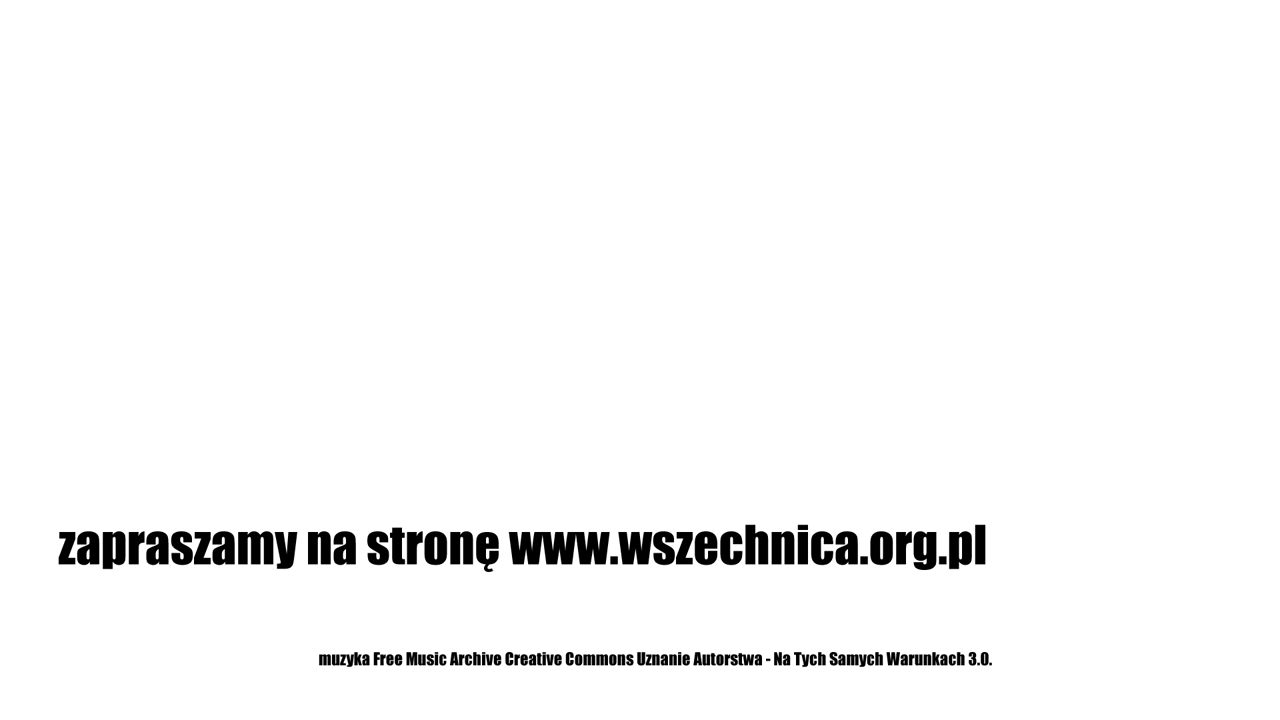 zapraszamy na stronę www.wszechnica.org.pl
muzyka Free Music Archive Creative Commons Uznanie Autorstwa - Na Tych Samych Warunkach 3.0.